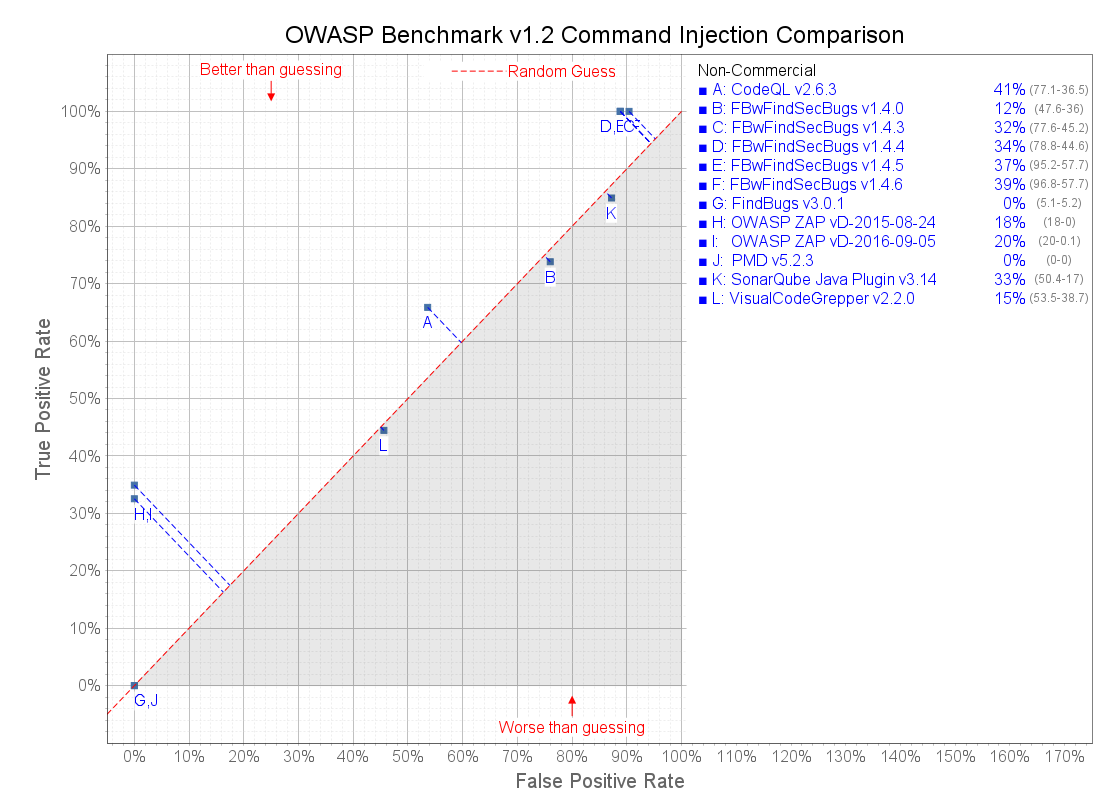 OWASP Benchmark v1.2 Command Injection Comparison
Better than guessing
Random Guess
Non-Commercial
A: CodeQL v2.6.3 41% (77.1-36.5)
B: FBwFindSecBugs v1.4.0 12% (47.6-36)
C: FBwFindSecBugs v1.4.3 32% (77.6-45.2)
D: FBwFindSecBugs v1.4.4 34% (78.8-44.6)
E: FBwFindSecBugs v1.4.5 37% (95.2-57.7)
F: FBwFindSecBugs v1.4.6 39% (96.8-57.7)
G: FindBugs v3.0.1 0% (5.1-5.2)
H: OWASP ZAP vD-2015-08-24 18% (18-0)
I: OWASP ZAP vD-2016-09-05 20% (20-0.1)
J: PMD v5.2.3 0% (0-0)
K: SonarQube Java Plugin v3.14 33% (50.4-17)
L: VisualCodeGrepper v2.2.0 15% (53.5-38.7)
100%
90%
80%
70%
60%
50%
40%
30%
20%
10%
0%
True Positive Rate
K
B
A
L
H,I
G,J
Worse than guessing
0% 10% 20% 30% 40% 50% 60% 70% 80% 90% 100% 110% 120% 130% 140% 150% 160% 170%
False Positive Rate